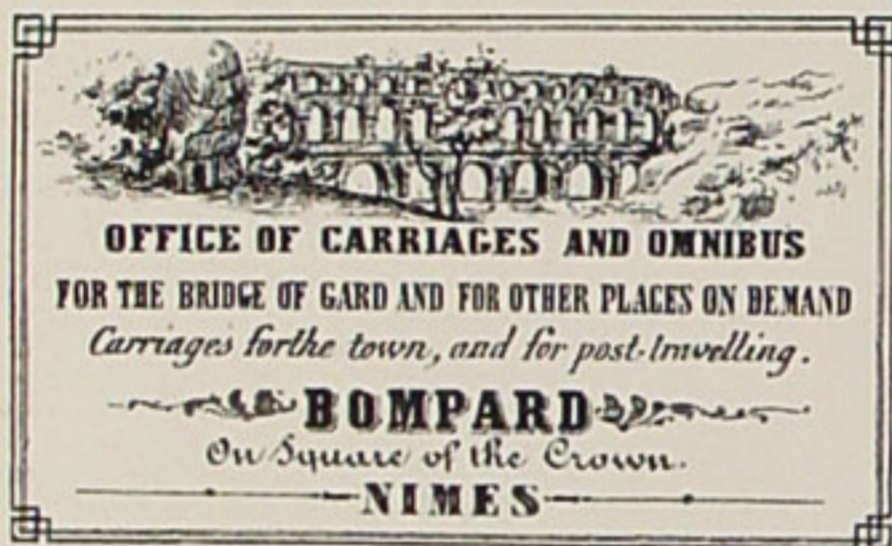 OFFICE OF CARRIAGES AND OMNIBUS
FOR THE BRIDGE OF GARD AND FOR OTHER PLACES ON DEMAND
Carriages forthe town, and for post-travelling.
BOMPARD
On Square of the Crown.
NIMES